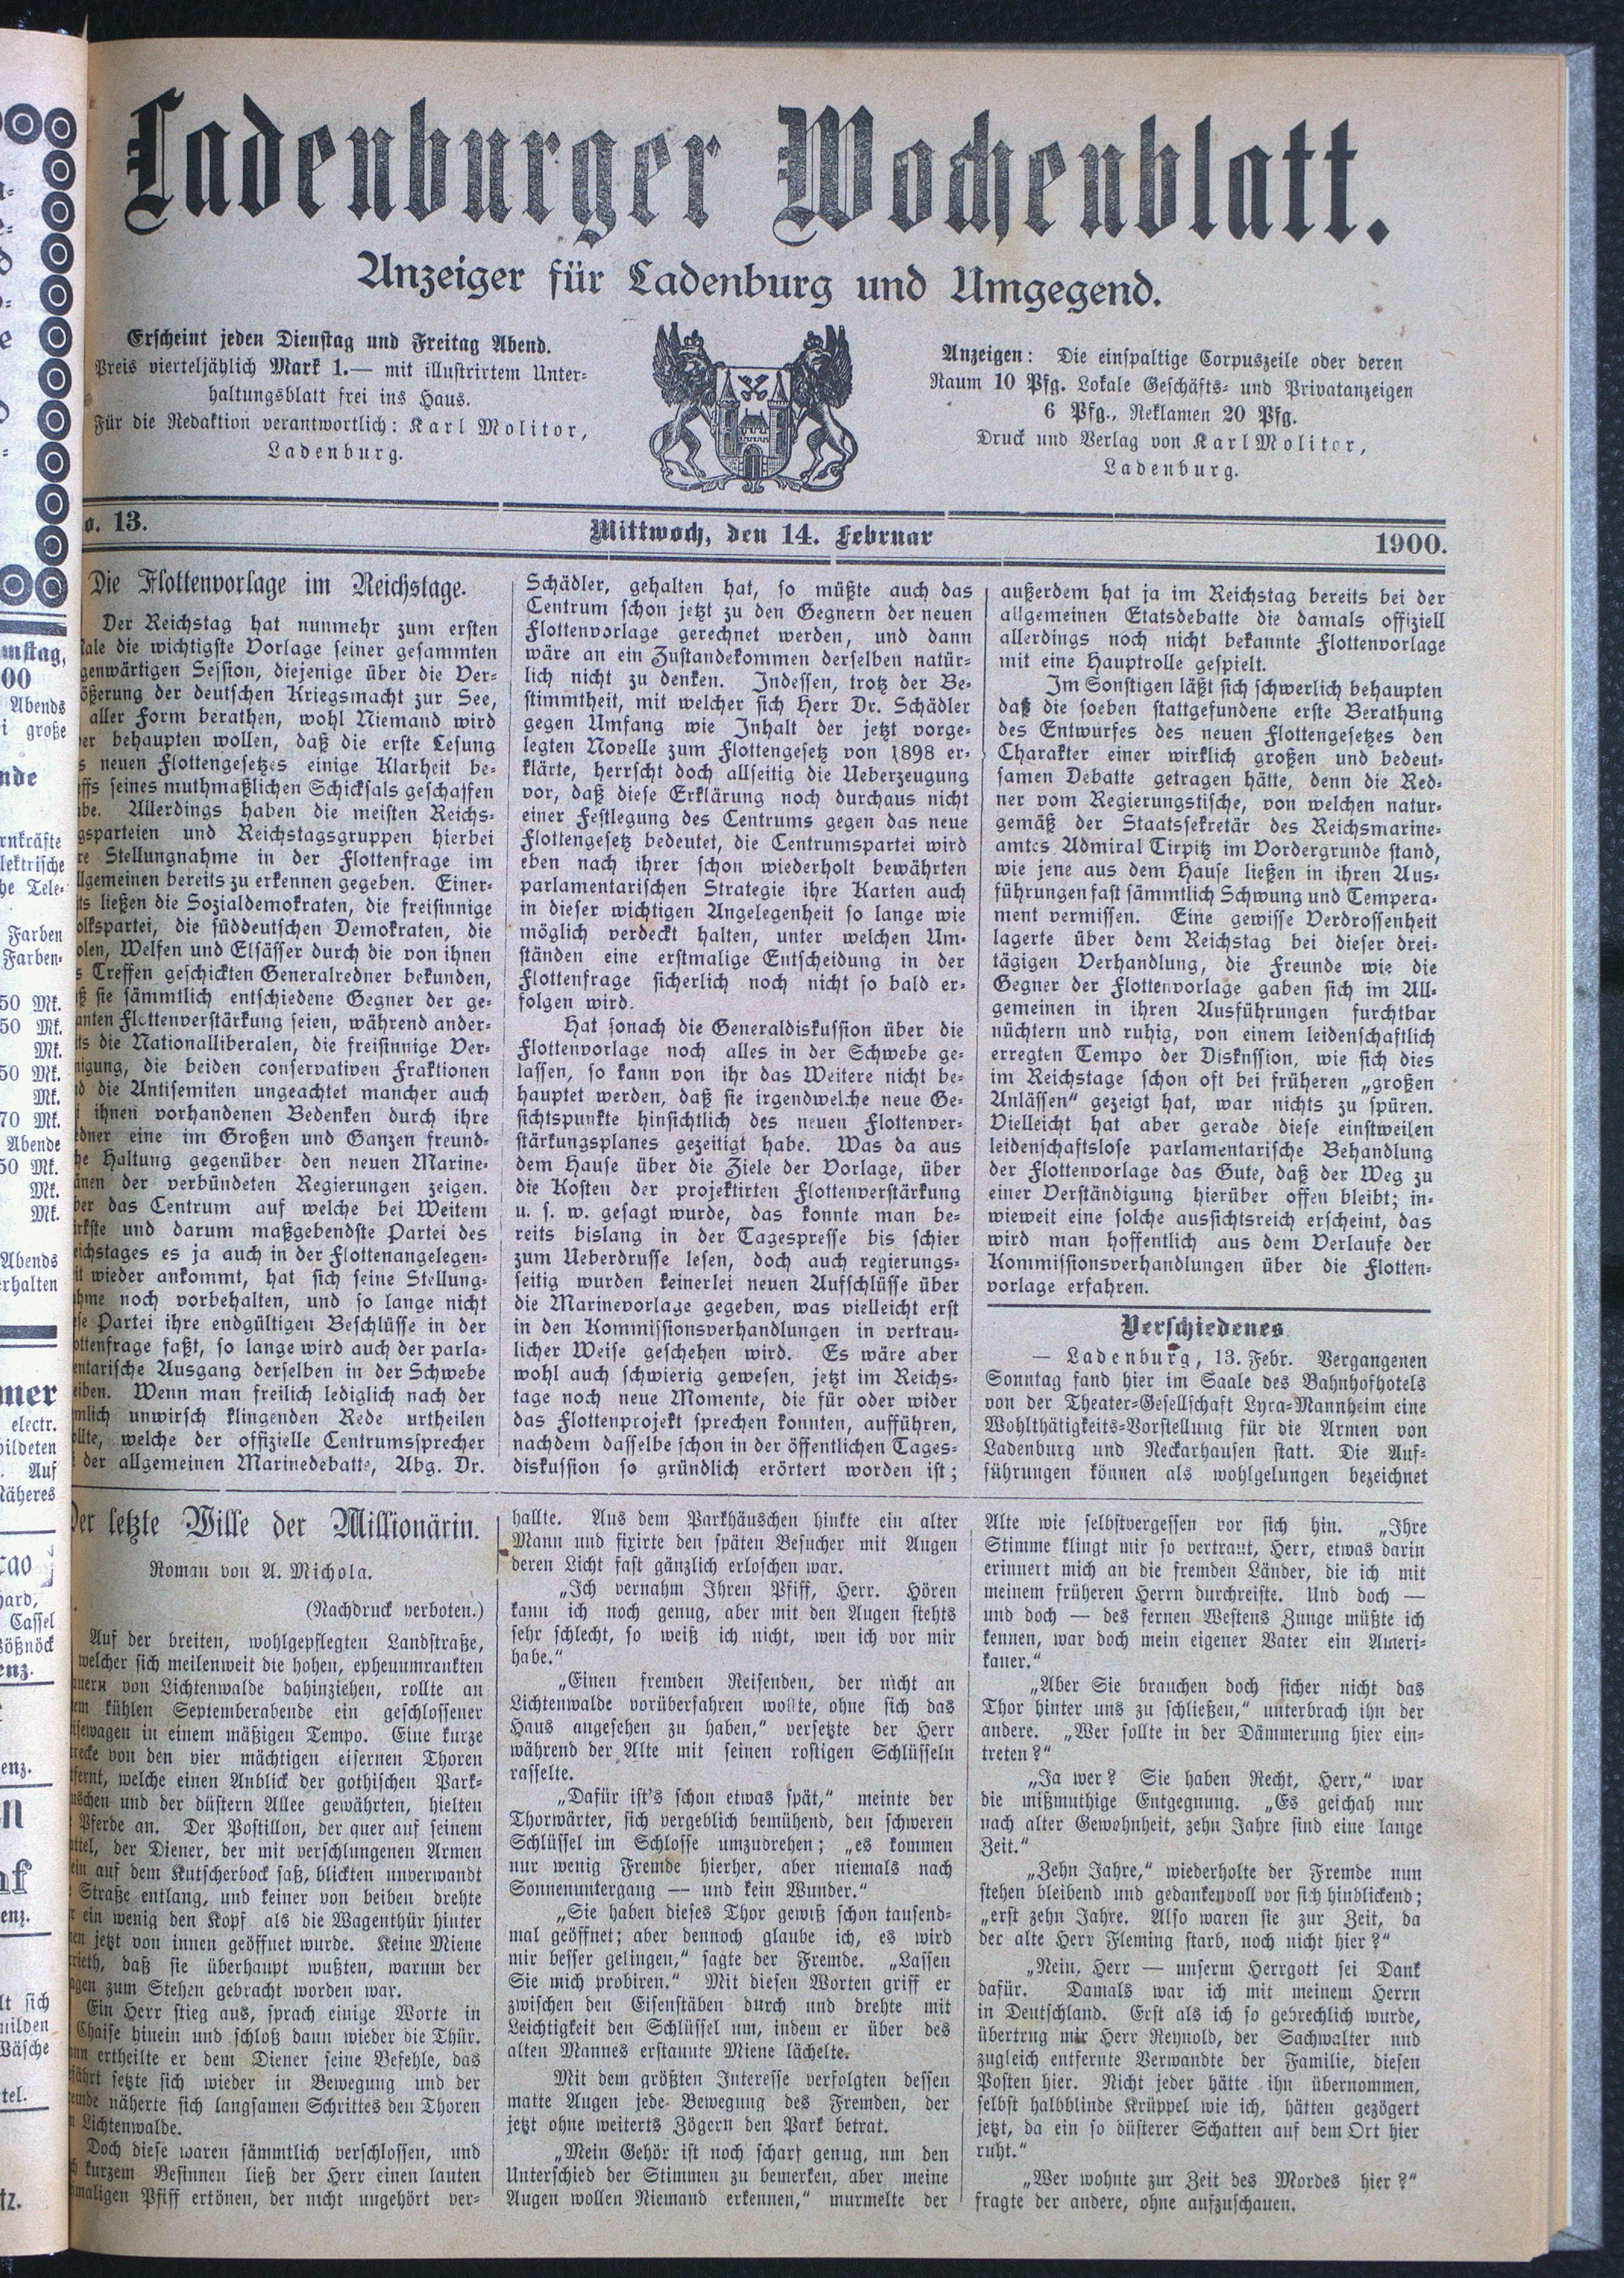 Ladenburger Wochenblatt.
Anzeiger für Ladenburg und Umgegend.
Erscheint jeden Dienstag und Freitag Abend.
Preis vierteljährlich Mark 1.— mit illustrirtem Unter-
haltungsblatt frei ins Haus.
Für die Redaktion verantwortlich: Karl Molitor,
Ladenburg.
Anzeigen: Die einspaltige Corpuszeile oder deren
Raum 10 Pfg. Lokale Geschäfts- und Privatanzeigen
6 Pfg., Reklamen 20 Pfg.
Druck und Verlag von Karl Molitor,
Ladenburg.
13.
Mittwoch, den 14. Februar
1900.
Die Flottenvorlage im Reichstage.
Der Reichstag hat nunmehr zum ersten
die wichtigste Vorlage seiner gesammten
genwärtigen Session, diejenige über die Ver-
ößerung der deutschen Kriegsmacht zur See,
aller Form berathen, wohl Niemand wird
behaupten wollen, daß die erste Lesung
neuen Flottengesetzes einige Klarheit be-
ffs seines muthmaßlichen Schicksals geschaffen
be. Allerdings haben die meisten Reichs-
gsparteien und Reichstagsgruppen hierbei
re Stellungnahme in der Flottenfrage im
llgemeinen bereits zu erkennen gegeben. Einer-
ts ließen die Sozialdemokraten, die freisinnige
olkspartei, die süddeutschen Demokraten, die
olen, Welfen und Elsässer durch die von ihnen
s Treffen geschickten Generalredner bekunden,
ß sie sämmtlich entschiedene Gegner der ge-
anten Flottenverstärkung seien, während ander-
ts die Nationalliberalen, die freisinnige Ver-
nigung, die beiden conservativen Fraktionen
d die Antisemiten ungeachtet mancher auch
i ihnen vorhandenen Bedenken durch ihre
dner eine im Großen und Ganzen freund-
he Haltung gegenüber den neuen Marine-
änen der verbündeten Regierungen zeigen.
ber das Centrum auf welche bei Weitem
rkste und darum maßgebendste Partei des
eichstages es ja auch in der Flottenangelegen-
it wieder ankommt, hat sich seine Stellung-
hme noch vorbehalten, und so lange nicht
se Partei ihre endgültigen Beschlüsse in der
ottenfrage faßt, so lange wird auch der parla-
entarische Ausgang derselben in der Schwebe
eiben. Wenn man freilich lediglich nach der
mlich unwirsch klingenden Rede urtheilen
llte, welche der offizielle Centrumssprecher
der allgemeinen Marinedebatte, Abg. Dr.
Schädler, gehalten hat, so müßte auch das
Centrum schon jetzt zu den Gegnern der neuen
Flottenvorlage gerechnet werden, und dann
wäre an ein Zustandekommen derselben natür-
lich nicht zu denken. Indessen, trotz der Be-
stimmtheit, mit welcher sich Herr Dr. Schädler
gegen Umfang wie Inhalt der jetzt vorge-
legten Novelle zum Flottengesetz von 1898 er-
klärte, herrscht doch allseitig die Ueberzeugung
vor, daß diese Erklärung noch durchaus nicht
einer Festlegung des Centrums gegen das neue
Flottengesetz bedeutet, die Centrumspartei wird
eben nach ihrer schon wiederholt bewährten
parlamentarischen Strategie ihre Karten auch
in dieser wichtigen Angelegenheit so lange wie
möglich verdeckt halten, unter welchen Um-
ständen eine erstmalige Entscheidung in der
Flottenfrage sicherlich noch nicht so bald er-
folgen wird.
Hat sonach die Generaldiskussion über die
Flottenvorlage noch alles in der Schwebe ge-
lassen, so kann von ihr das Weitere nicht be-
hauptet werden, daß sie irgendwelche neue Ge-
sichtspunkte hinsichtlich des neuen Flottenver-
stärkungsplanes gezeitigt habe. Was da aus
dem Hause über die Ziele der Vorlage, über
die Kosten der projektirten Flottenverstärkung
u. s. w. gesagt wurde, das konnte man be-
reits bislang in der Tagespresse bis schier
zum Ueberdrusse lesen, doch auch regierungs-
seitig wurden keinerlei neuen Aufschlüsse über
die Marinevorlage gegeben, was vielleicht erst
in den Kommissionsverhandlungen in vertrau-
licher Weise geschehen wird. Es wäre aber
wohl auch schwierig gewesen, jetzt im Reichs-
tage noch neue Momente, die für oder wider
das Flottenprojekt sprechen konnten, aufführen,
nachdem dasselbe schon in der öffentlichen Tages-
diskussion so gründlich erörtert worden ist;
außerdem hat ja im Reichstag bereits bei der
allgemeinen Etatsdebatte die damals offiziell
allerdings noch nicht bekannte Flottenvorlage
mit eine Hauptrolle gespielt.
Im Sonstigen läßt sich schwerlich behaupten
daß die soeben stattgefundene erste Berathung
des Entwurfes des neuen Flottengesetzes den
Charakter einer wirklich großen und bedeut-
samen Debatte getragen hätte, denn die Red-
ner vom Regierungstische, von welchen natur-
gemäß der Staatssekretär des Reichsmarine-
amtes Admiral Tirpitz im Vordergrunde stand,
wie jene aus dem Hause ließen in ihren Aus-
führungen fast sämmtlich Schwung und Tempera-
ment vermissen. Eine gewisse Verdrossenheit
lagerte über dem Reichstag bei dieser drei-
tägigen Verhandlung, die Freunde wie die
Gegner der Flottenvorlage gaben sich im All-
gemeinen in ihren Ausführungen furchtbar
nüchtern und ruhig, von einem leidenschaftlich
erregten Tempo der Diskussion, wie sich dies
im Reichstage schon oft bei früheren „großen
Anlässen“ gezeigt hat, war nichts zu spüren.
Vielleicht hat aber gerade diese einstweilen
leidenschaftslose parlamentarische Behandlung
der Flottenvorlage das Gute, daß der Weg zu
einer Verständigung hierüber offen bleibt; in-
wieweit eine solche aussichtsreich erscheint, das
wird man hoffentlich aus dem Verlaufe der
Kommissionsverhandlungen über die Flotten-
vorlage erfahren.
Verschiedenes
— Ladenburg, 13. Febr. Vergangenen
Sonntag fand hier im Saale des Bahnhofhotels
von der Theater-Gesellschaft Lyra-Mannheim eine
Wohlthätigkeits-Vorstellung für die Armen von
Ladenburg und Neckarhausen statt. Die Auf-
führungen können als wohlgelungen bezeichnet
Der letzte Wille der Millionärin.
Roman von A. Michola.
(Nachdruck verboten.)
Auf der breiten, wohlgepflegten Landstraße,
welcher sich meilenweit die hohen, epheuumrankten
auern von Lichtenwalde dahinziehen, rollte an
em kühlen Septemberabende ein geschlossener
isewagen in einem mäßigen Tempo. Eine kurze
recke von den vier mächtigen eisernen Thoren
tfernt, welche einen Anblick der gothischen Park-
uschen und der düstern Allee gewährten, hielten
Pferde an. Der Postillon, der quer auf seinem
attel, der Diener, der mit verschlungenen Armen
ein auf dem Kutscherbock saß, blickten unverwandt
Straße entlang, und keiner von beiden drehte
r ein wenig den Kopf als die Wagenthür hinter
nen jetzt von innen geöffnet wurde. Keine Miene
rrieth, daß sie überhaupt wußten, warum der
agen zum Stehen gebracht worden war.
Ein Herr stieg aus, sprach einige Worte in
Chaise hinein und schloß dann wieder die Thür.
nn ertheilte er dem Diener seine Befehle, das
fährt setzte sich wieder in Bewegung und der
emde näherte sich langsamen Schrittes den Thoren
n Lichtenwalde.
Doch diese waren sämmtlich verschlossen, und
h kurzem Besinnen ließ der Herr einen lauten
maligen Pfiff ertönen, der nicht ungehört ver-
hallte. Aus dem Parkhäuschen hinkte ein alter
Mann und fixirte den späten Besucher mit Augen
deren Licht fast gänzlich erloschen war.
„Ich vernahm Ihren Pfiff, Herr. Hören
kann ich noch genug, aber mit den Augen stehts
sehr schlecht, so weiß ich nicht, wen ich vor mir
habe.“
„Einen fremden Reisenden, der nicht an
Lichtenwalde vorüberfahren wollte, ohne sich das
Haus angesehen zu haben,“ versetzte der Herr
während der Alte mit seinen rostigen Schlüsseln
rasselte.
„Dafür ist's schon etwas spät,“ meinte der
Thorwärter, sich vergeblich bemühend, den schweren
Schlüssel im Schlosse umzudrehen; „es kommen
nur wenig Fremde hierher, aber niemals nach
Sonnenuntergang — und kein Wunder.“
„Sie haben dieses Thor gewiß schon tausend-
mal geöffnet; aber dennoch glaube ich, es wird
mir besser gelingen,“ sagte der Fremde. „Lassen
Sie mich probiren.“ Mit diesen Worten griff er
zwischen den Eisenstäben durch und drehte mit
Leichtigkeit den Schlüssel um, indem er über des
alten Mannes erstaunte Miene lächelte.
Mit dem größten Interesse verfolgten dessen
matte Augen jede Bewegung des Fremden, der
jetzt ohne weiterts Zögern den Park betrat.
„Mein Gehör ist noch scharf genug, um den
Unterschied der Stimmen zu bemerken, aber meine
Augen wollen Niemand erkennen,“ murmelte der
Alte wie selbstvergessen vor sich hin. „Ihre
Stimme klingt mir so vertraut, Herr, etwas darin
erinnert mich an die fremden Länder, die ich mit
meinem früheren Herrn durchreiste. Und doch —
und doch — des fernen Westens Zunge müßte ich
kennen, war doch mein eigener Vater ein Ameri-
kaner.“
„Aber Sie brauchen doch sicher nicht das
Thor hinter uns zu schließen,“ unterbrach ihn der
andere. „Wer sollte in der Dämmerung hier ein-
treten?“
„Ja wer? Sie haben Recht, Herr,“ war
die mißmuthige Entgegnung. „Es geschah nur
nach alter Gewohnheit, zehn Jahre sind eine lange
Zeit.“
„Zehn Jahre,“ wiederholte der Fremde nun
stehen bleibend und gedankenvoll vor sich hinblickend;
„erst zehn Jahre. Also waren sie zur Zeit, da
der alte Herr Fleming starb, noch nicht hier?“
„Nein, Herr — unserm Herrgott sei Dank
dafür. Damals war ich mit meinem Herrn
in Deutschland. Erst als ich so gebrechlich wurde,
übertrug mir Herr Reynold, der Sachwalter und
zugleich entfernte Verwandte der Familie, diesen
Posten hier. Nicht jeder hätte ihn übernommen,
selbst halbblinde Krüppel wie ich, hätten gezögert
jetzt, da ein so düsterer Schatten auf dem Ort hier
ruht.“
„Wer wohnte zur Zeit des Mordes hier?“
fragte der andere, ohne aufzuschauen.